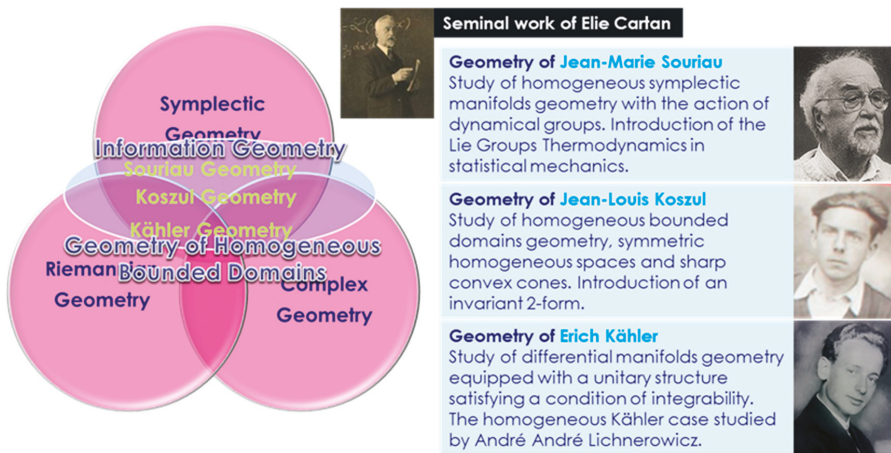 Symplectic
Geometry
Information Geometry
Souriau Geometry
Koszul Geometry
Kähler Geometry
Geometry of Homogeneous
Bounded Domains
Geometry
Complex
Geometry
Seminal work of Elie Cartan
Geometry of Jean-Marie Souriau
Study of homogeneous symplectic
manifolds geometry with the action of
dynamical groups. Introduction of the
Lie Groups Thermodynamics in
statistical mechanics.
Geometry of Jean-Louis Koszul
Study of homogeneous bounded
domains geometry, symmetric
homogeneous spaces and sharp
convex cones. Introduction of an
invariant 2-form.
Geometry of Erich Kähler
Study of differential manifolds geometry
equipped with a unitary structure
satisfying a condition of integrability.
The homogeneous Kähler case studied
by André André Lichnerowicz.